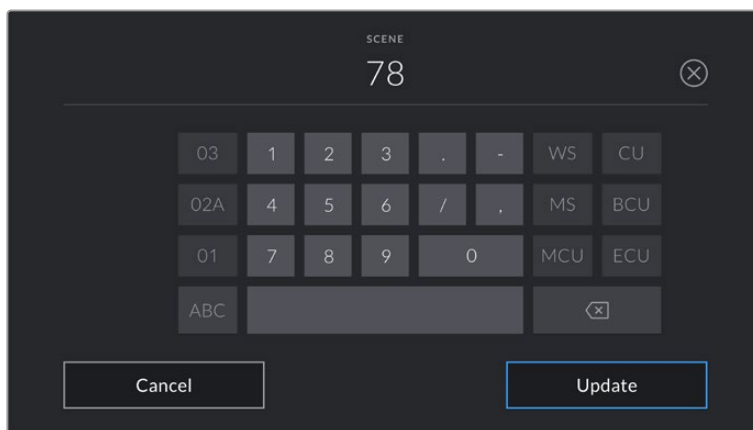 SCENE
78
03 1 2 3 . - WS CU
02A 4 5 6 / , MS BCU
01 7 8 9 0 MCU ECU
ABC
Cancel Update